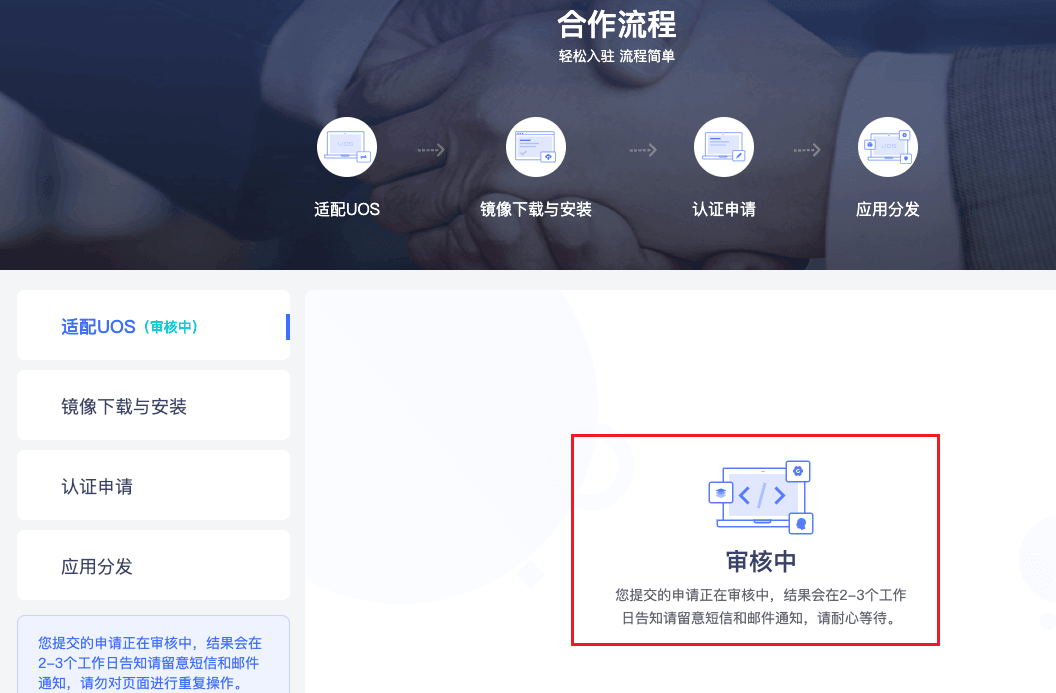 合作流程
轻松入驻 流程简单
适配UOS
镜像下载与安装
认证申请
应用分发
适配UOS（审核中）
镜像下载与安装
认证申请
应用分发
您提交的申请正在审核中，结果会在
2-3个工作日告知请留意短信和邮件
通知，请勿对页面进行重复操作。
审核中
您提交的申请正在审核中，结果会在2-3个工作
日告知请留意短信和邮件通知，请耐心等待。